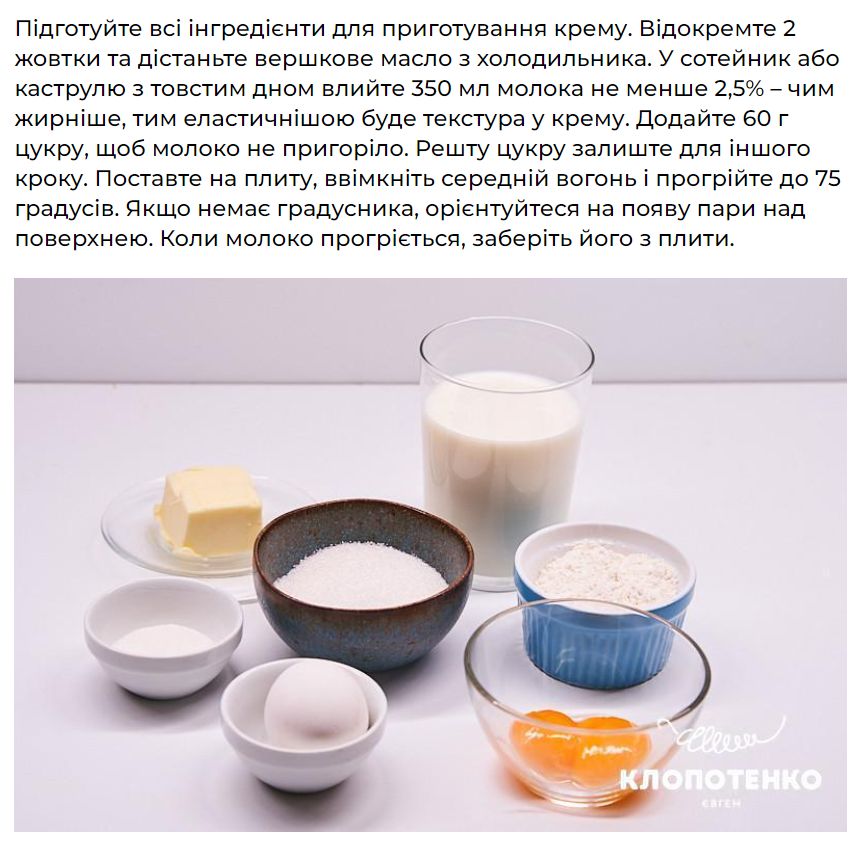 Підготуйте всі інгредієнти для приготування крему. Відокремте 2
жовтки та дістаньте вершкове масло з холодильника. У сотейник або
каструлю з товстим дном влийте 350 мл молока не менше 2,5% – чим
жирніше, тим еластичнішою буде текстура у крему. Додайте 60 г
цукру, щоб молоко не пригоріло. Решту цукру залиште для іншого
кроку. Поставте на плиту, ввімкніть середній вогонь і прогрійте до 75
градусів. Якщо немає градусника, орієнтуйтеся на появу пари над
поверхнею. Коли молоко прогріється, заберіть його з плити.
КЛОПОТЕНКО
ЄВГЕН